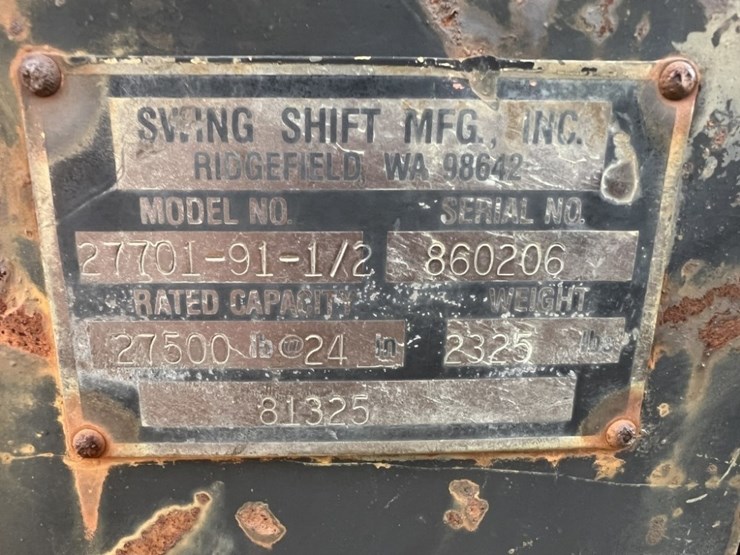 SWING SHIFT MFG., INC.
RIDGEFIELD, WA 98642
MODEL NO. SERIAL NO.
27701-91-1/2 860206
RATED CAPACITY WEIGHT
27500 lb@24 in 2325 lb
81325